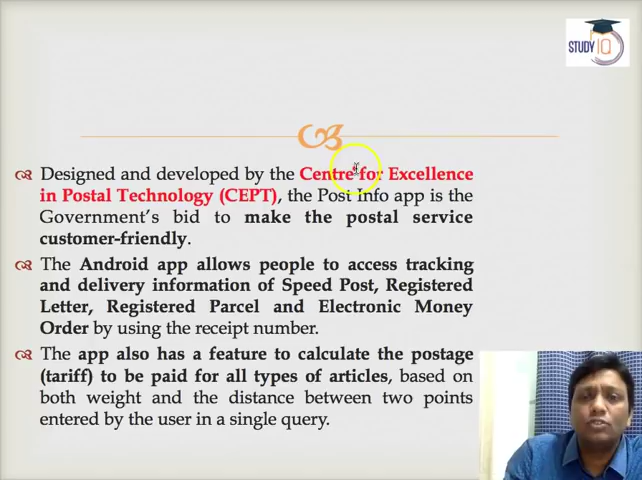 STUDY IQ
Designed and developed by the Centre for Excellence
in Postal Technology (CEPT), the Post Info app is the
Government's bid to make the postal service
customer-friendly.
The Android app allows people to access tracking
and delivery information of Speed Post, Registered
Letter, Registered Parcel and Electronic Money
Order by using the receipt number.
The app also has a feature to calculate the postage
(tariff) to be paid for all types of articles, based on
both weight and the distance between two points
entered by the user in a single query.